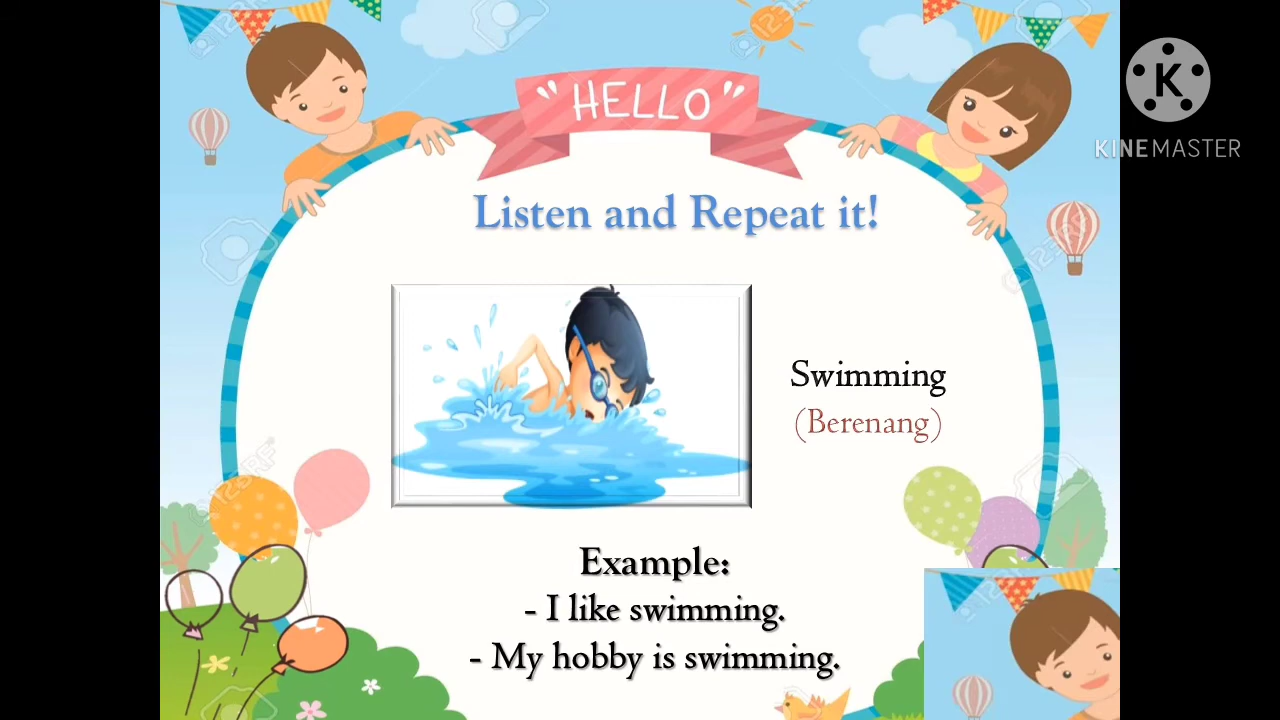 "HELLO"
KINEMASTER
Listen and Repeat it!
Swimming
(Berenang)
Example:
- I like swimming.
- My hobby is swimming.